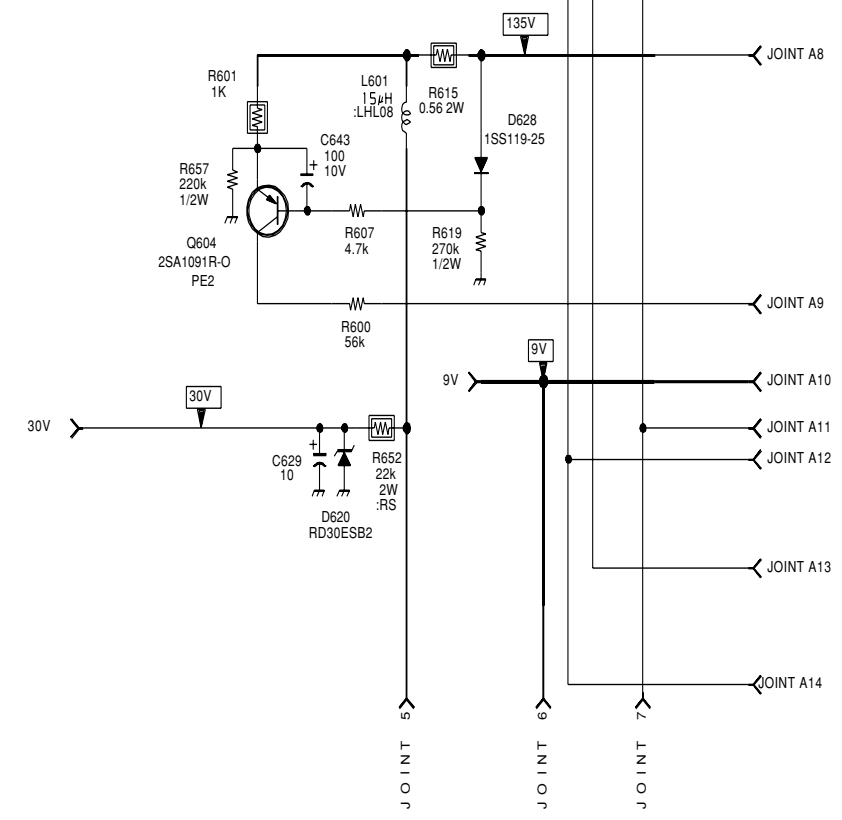 135V
JOINT A8
R601
1K
L601
15µH
:LHL08
R615
0.56 2W
D628
1SS119-25
C643
100
10V
+
R657
220k
1/2W
Q604
2SA1091R-O
PE2
R607
4.7k
R619
270k
1/2W
R600
56k
JOINT A9
9V
9V
JOINT A10
30V
30V
JOINT A11
JOINT A12
+
C629
10
R652
22k
2W
:RS
D620
RD30ESB2
JOINT A13
JOINT A14
JOINT 5
JOINT 6
JOINT 7